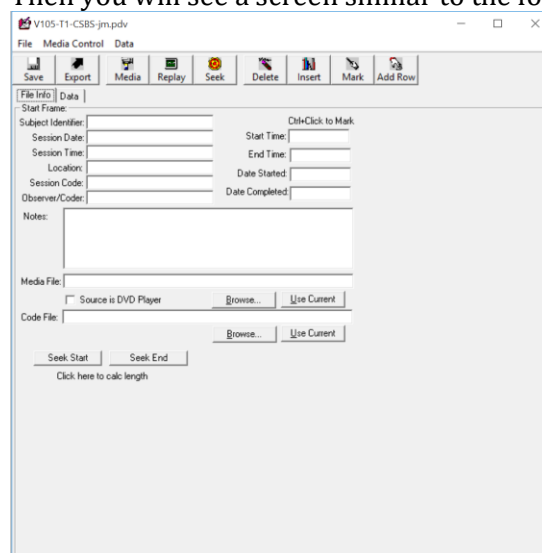 Then you will see a screen similar to the fo
V105-T1-CSBS-jm.pdv
File Media Control Data
Save Export Media Replay Seek Delete Insert Mark Add Row
File Info Data
Start Frame:
Subject Identifier: Ctrl+Click to Mark
Session Date: Start Time:
Session Time: End Time:
Location: Date Started:
Session Code: Date Completed:
Observer/Coder:
Notes:
Media File:
Source is DVD Player Browse... Use Current
Code File:
Browse... Use Current
Seek Start Seek End
Click here to calc length